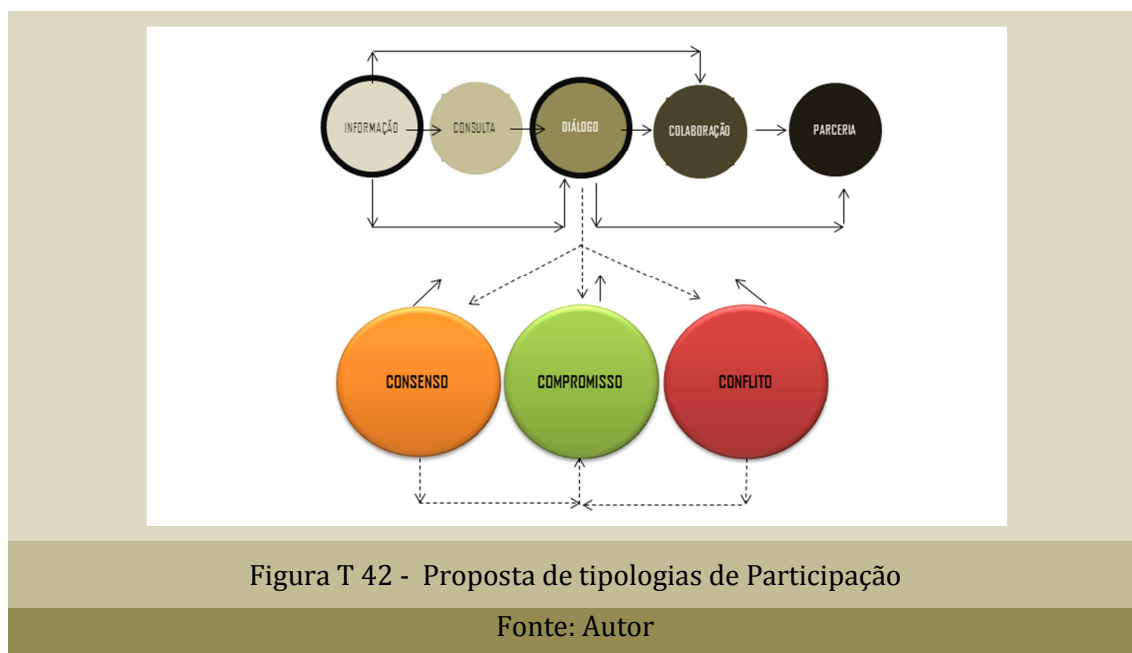 INFORMAÇÃO
CONSULTA
DIÁLOGO
COLABORAÇÃO
PARCERIA
CONSENSO
COMPROMISSO
CONFLITO
Figura T 42 - Proposta de tipologias de Participação
Fonte: Autor